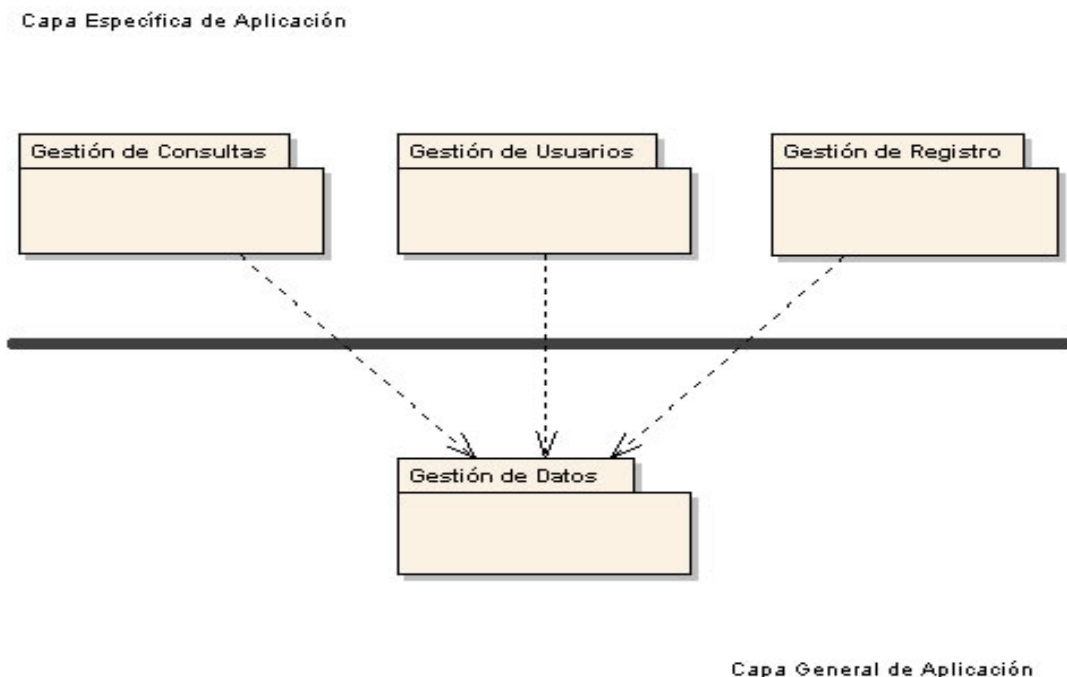 Capa Específica de Aplicación
Gestión de Consultas
Gestión de Usuarios
Gestión de Registro
Gestión de Datos
Capa General de Aplicación